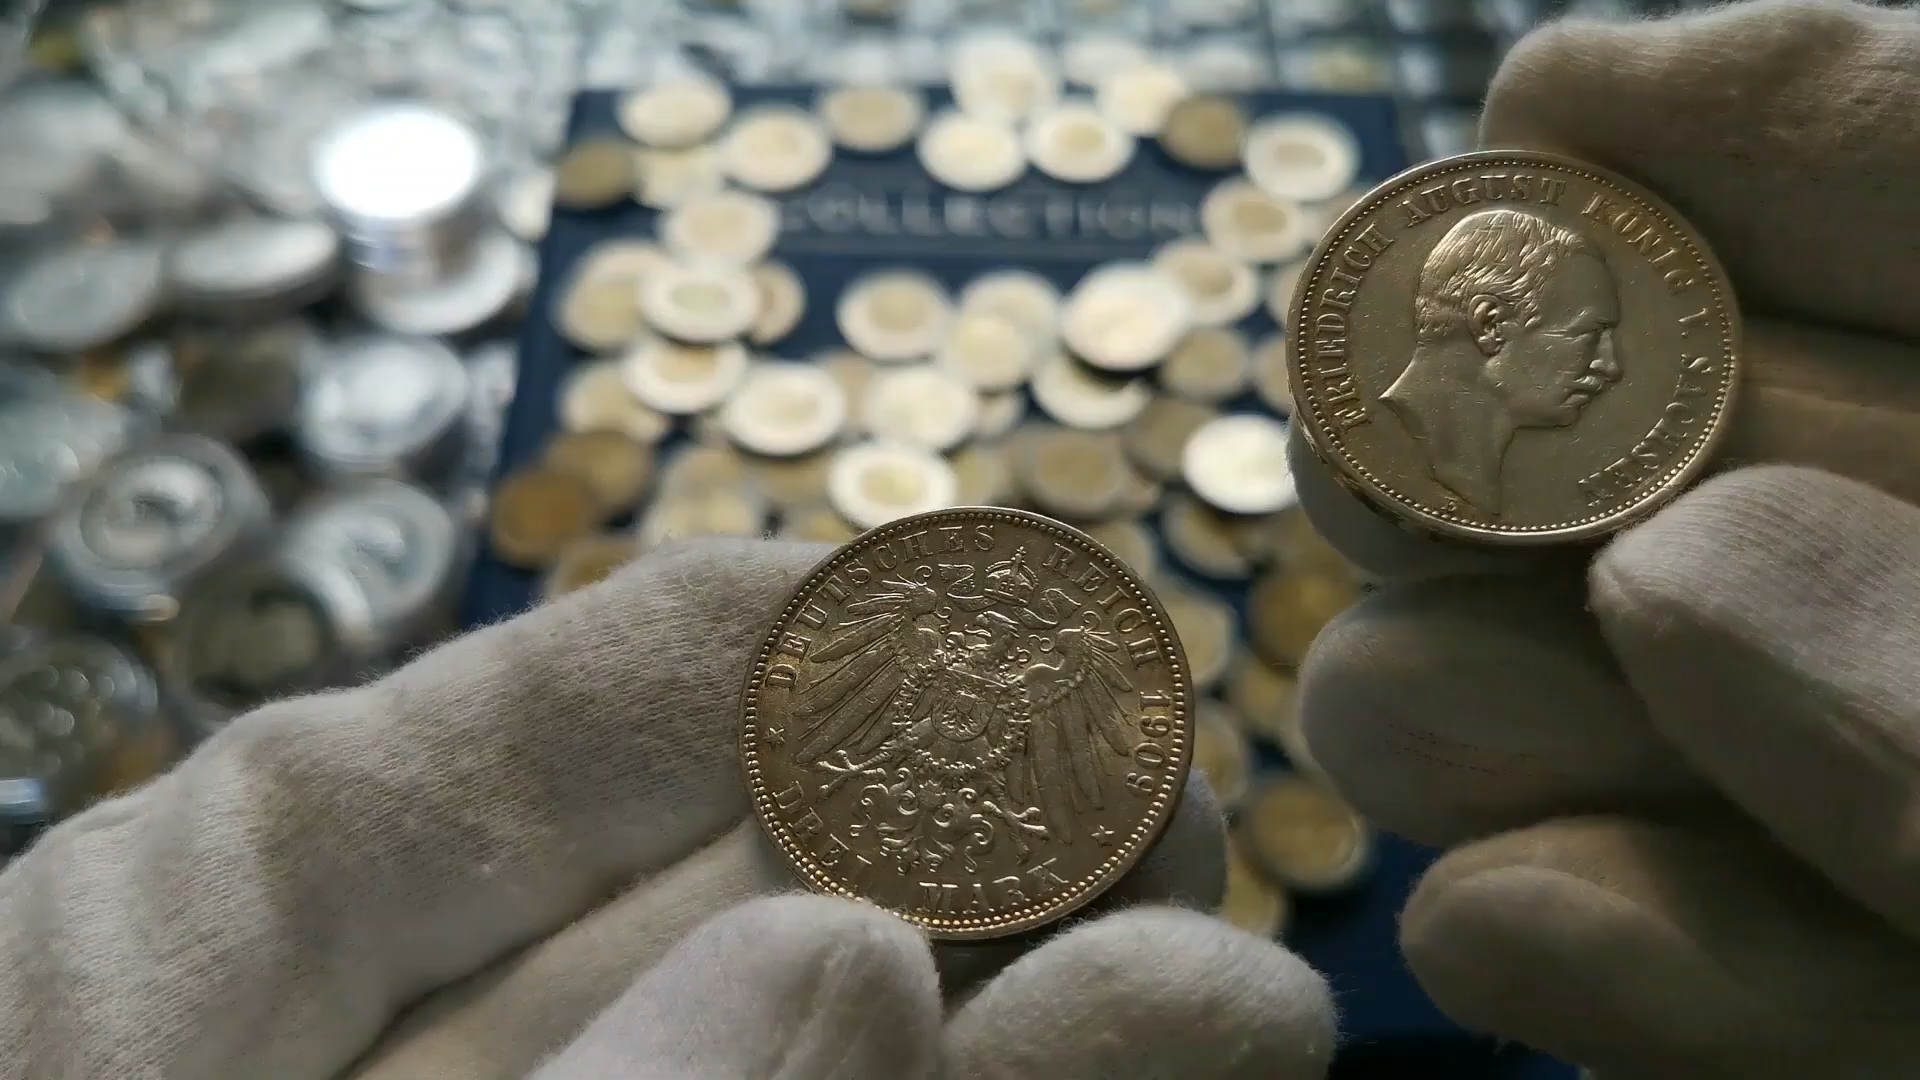 COLLECTION
FRIEDRICH AUGUST KÖNIG V. SACHSEN
E
DEUTSCHES REICH 1909
DREI MARK